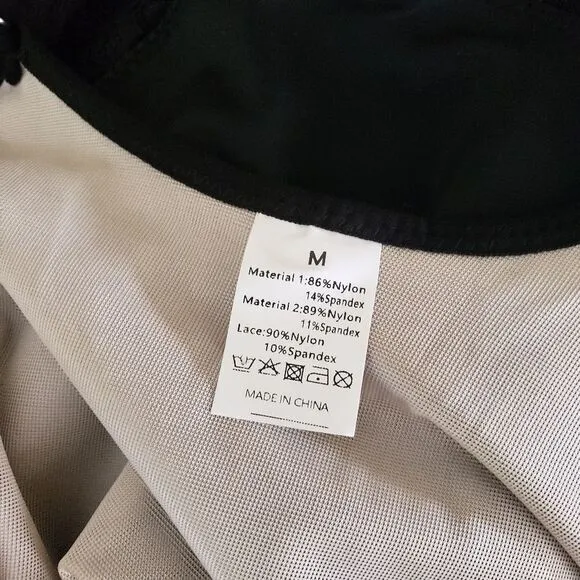 M
Material 1:86%Nylon
14%Spandex
Material 2:89%Nylon
11%Spandex
Lace:90%Nylon
10%Spandex
MADE IN CHINA